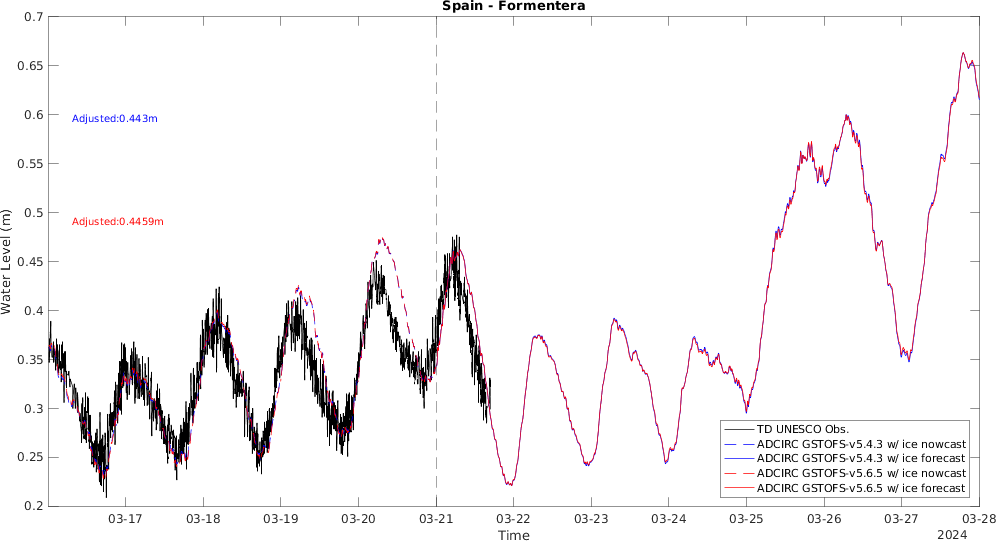 Spain - Formentera
Water Level (m)
0.7
0.65
0.6
0.55
0.5
0.45
0.4
0.35
0.3
0.25
0.2
Adjusted:0.443m
Adjusted:0.4459m
TD UNESCO Obs.
ADCIRC GSTOFS-v5.4.3 w/ ice nowcast
ADCIRC GSTOFS-v5.4.3 w/ ice forecast
ADCIRC GSTOFS-v5.6.5 w/ ice nowcast
ADCIRC GSTOFS-v5.6.5 w/ ice forecast
03-17 03-18 03-19 03-20 03-21 03-22 03-23 03-24 03-25 03-26 03-27 03-28
Time
2024